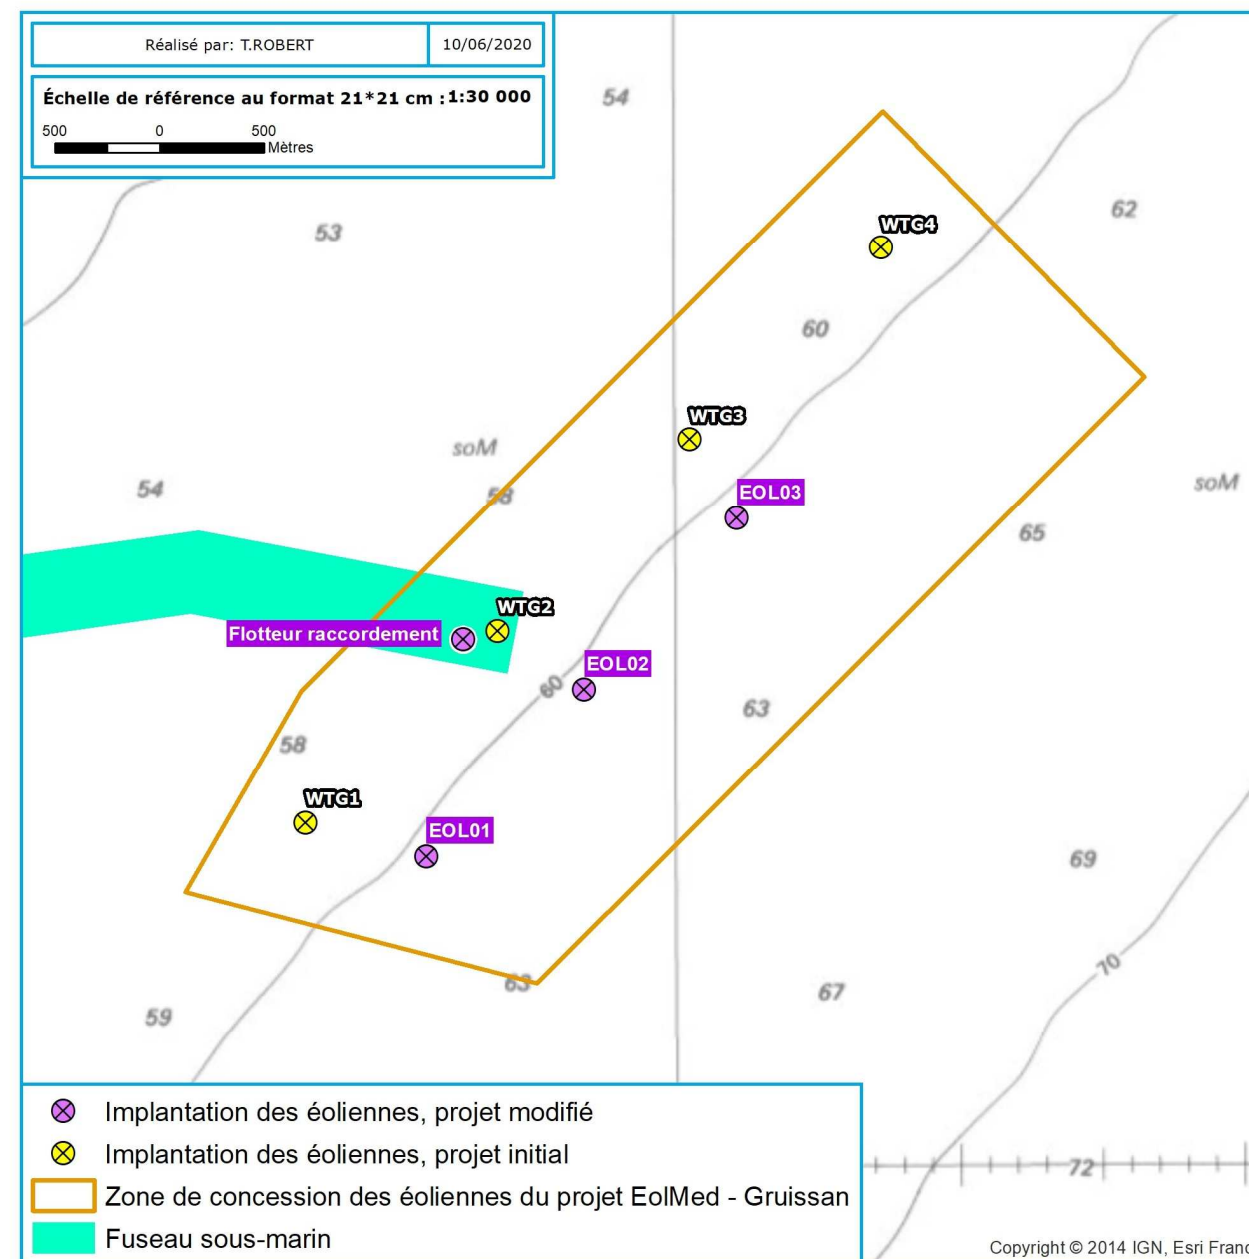 Réalisé par: T.ROBERT
10/06/2020
Échelle de référence au format 21*21 cm : 1:30 000
500 0 500
Mètres
54
62
53
WTG4
60
WTG3
soM
54
58
EOL03
soM
65
WTG2
Flotteur raccordement
EOL02
60
63
58
WTG1
EOL01
69
63
67
70
59
Implantation des éoliennes, projet modifié
Implantation des éoliennes, projet initial
72
Zone de concession des éoliennes du projet EolMed - Gruissan
Fuseau sous-marin
Copyright © 2014 IGN, Esri Franc